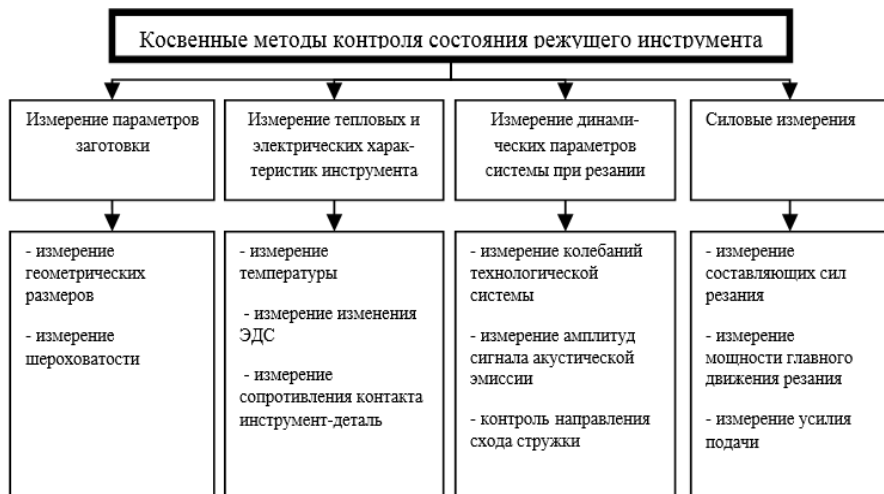 Косвенные методы контроля состояния режущего инструмента
Измерение параметров
заготовки
Измерение тепловых и
электрических харак-
теристик инструмента
Измерение динами-
ческих параметров
системы при резании
Силовые измерения
- измерение
геометрических
размеров
- измерение
шероховатости
- измерение
температуры
- измерение изменения
ЭДС
- измерение
сопротивления контакта
инструмент-деталь
- измерение колебаний
технологической
системы
- измерение амплитуд
сигнала акустической
эмиссии
- контроль направления
схода стружки
- измерение
составляющих сил
резания
- измерение
мощности главного
движения резания
- измерение усилия
подачи